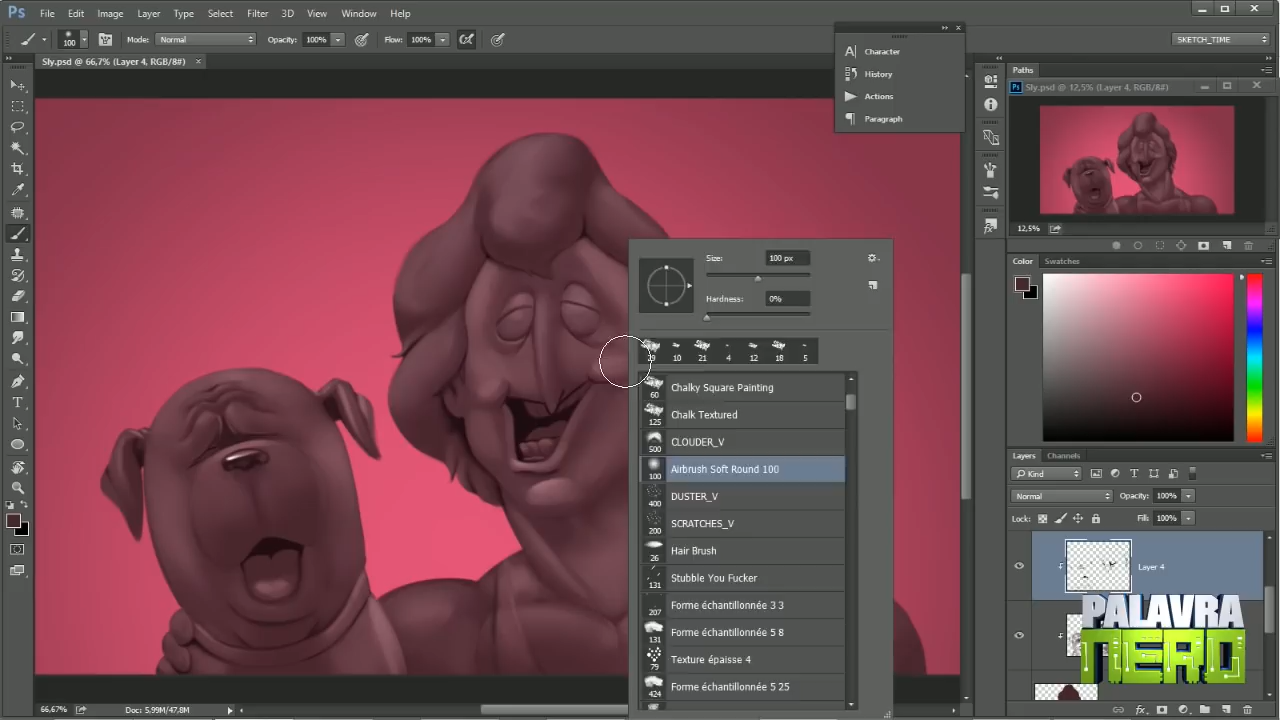 Ps File Edit Image Layer Type Select Filter 3D View Window Help
100 Mode: Normal Opacity: 100% Flow: 100% SKETCH_TIME
Sly.psd @ 66,7% (Layer 4, RGB/8#) ×
Character
History
Actions
Paragraph
Paths
Ps Sly.psd @ 12,5% (Layer 4, RGB/8#)
12,5%
Color Swatches
Size: 100 px
Hardness: 0%
29 10 21 4 12 18 5
60 Chalky Square Painting
125 Chalk Textured
500 CLOUDER_V
100 Airbrush Soft Round 100
400 DUSTER_V
200 SCRATCHES_V
26 Hair Brush
131 Stubble You Fucker
207 Forme échantillonnée 3 3
131 Forme échantillonnée 5 8
79 Texture épaisse 4
424 Forme échantillonnée 5 25
Layers Channels
Kind
Normal Opacity: 100%
Lock: Fill: 100%
Layer 4
PALAVRA
NERD
66,67% Doc: 5,99M/47,8M